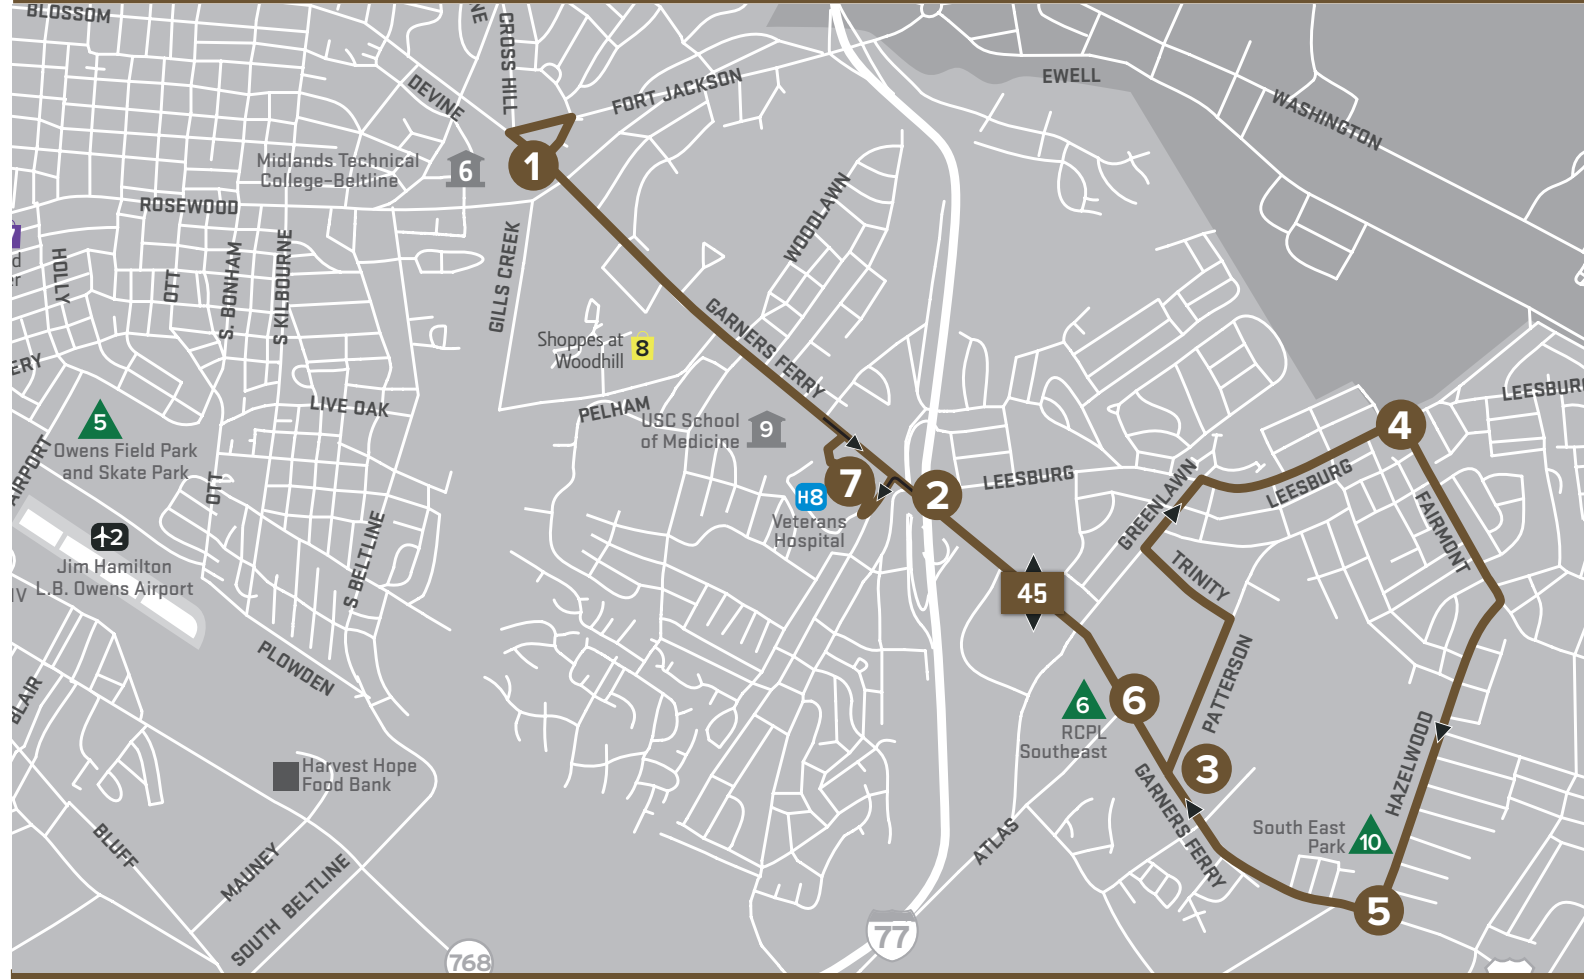 BLOSSOM
NE
CROSS HILL
DEVINE
FORT JACKSON
EWELL
WASHINGTON
Midlands Technical
College-Beltline
6
1
ROSEWOOD
WOODLAWN
HOLLY
OTT
S. BONHAM
S KILBOURNE
GILLS CREEK
d
er
GARNERS FERRY
Shoppes at
Woodhill
8
ERY
LIVE OAK
PELHAM
LEESBURG
USC School
of Medicine
9
4
5
Owens Field Park
and Skate Park
AIRPORT
OTT
7
2
LEESBURG
GREENLAWN
LEESBURG
FAIRMONT
H8
Veterans
Hospital
2
Jim Hamilton
L.B. Owens Airport
IV
S BELTLINE
45
TRINITY
PLOWDEN
BLAIR
PATTERSON
6
6
RCPL
Southeast
3
HAZELWOOD
Harvest Hope
Food Bank
GARNERS FERRY
South East
Park
10
BLUFF
MAUNEY
SOUTH BELTLINE
ATLAS
5
77
768